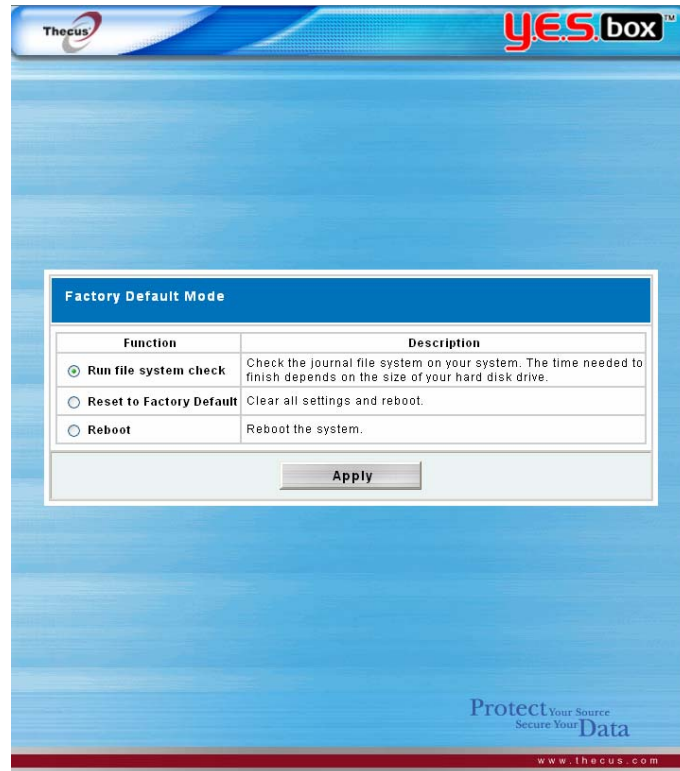 Thecus
y.e.s.box™
Factory Default Mode
Function Description
Run file system check Check the journal file system on your system. The time needed to
finish depends on the size of your hard disk drive.
Reset to Factory Default Clear all settings and reboot.
Reboot Reboot the system.
Apply
Protect Your Source
Secure Your Data
www.thecus.com